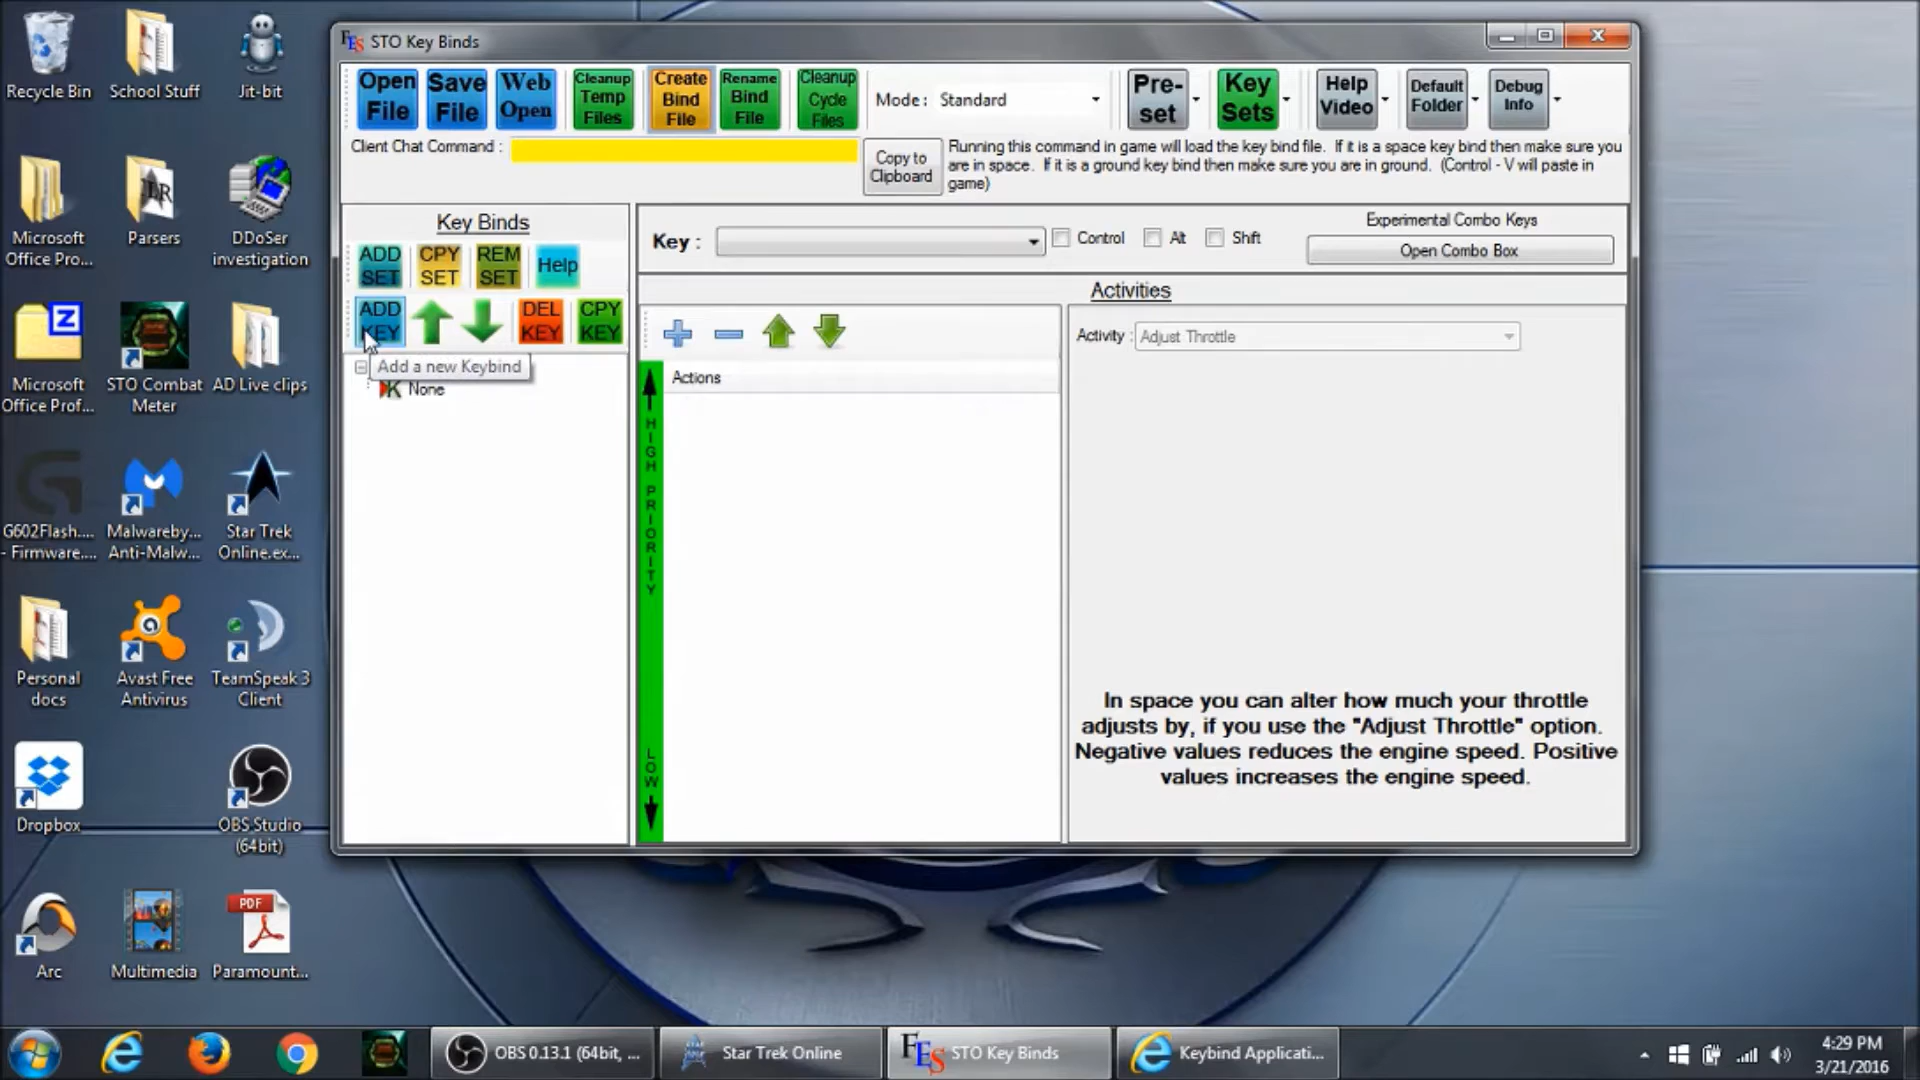 Recycle Bin
School Stuff
Jit-bit
Microsoft
Office Pro...
Parsers
DDoSer
investigation
Microsoft
Office Prof...
STO Combat
Meter
AD Live clips
G602Flash....
- Firmware....
Malwareby...
Anti-Malw...
Star Trek
Online.ex...
Personal
docs
Avast Free
Antivirus
TeamSpeak 3
Client
Dropbox
OBS Studio
(64bit)
Arc
Multimedia
PDF
Paramount...
FES STO Key Binds
Open
File
Save
File
Web
Open
Cleanup
Temp
Files
Create
Bind
File
Rename
Bind
File
Cleanup
Cycle
Files
Mode: Standard
Pre-
set
Key
Sets
Help
Video
Default
Folder
Debug
Info
Client Chat Command :
Copy to
Clipboard
Running this command in game will load the key bind file. If it is a space key bind then make sure you
are in space. If it is a ground key bind then make sure you are in ground. (Control - V will paste in
game)
Key Binds
ADD
SET
CPY
SET
REM
SET
Help
ADD
KEY
DEL
KEY
CPY
KEY
Add a new Keybind
K None
Key :
Control
Alt
Shift
Experimental Combo Keys
Open Combo Box
Activities
Actions
HIGH PRIORITY
LOW
Activity : Adjust Throttle
In space you can alter how much your throttle
adjusts by, if you use the "Adjust Throttle" option.
Negative values reduces the engine speed. Positive
values increases the engine speed.
OBS 0.13.1 (64bit, ...
Star Trek Online
FES STO Key Binds
Keybind Applicati...
4:29 PM
3/21/2016